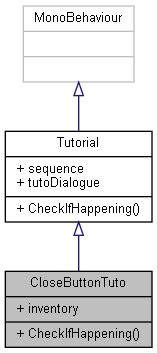 MonoBehaviour
Tutorial
+ sequence
+ tutoDialogue
+ CheckIfHappening()
CloseButtonTuto
+ inventory
+ CheckIfHappening()